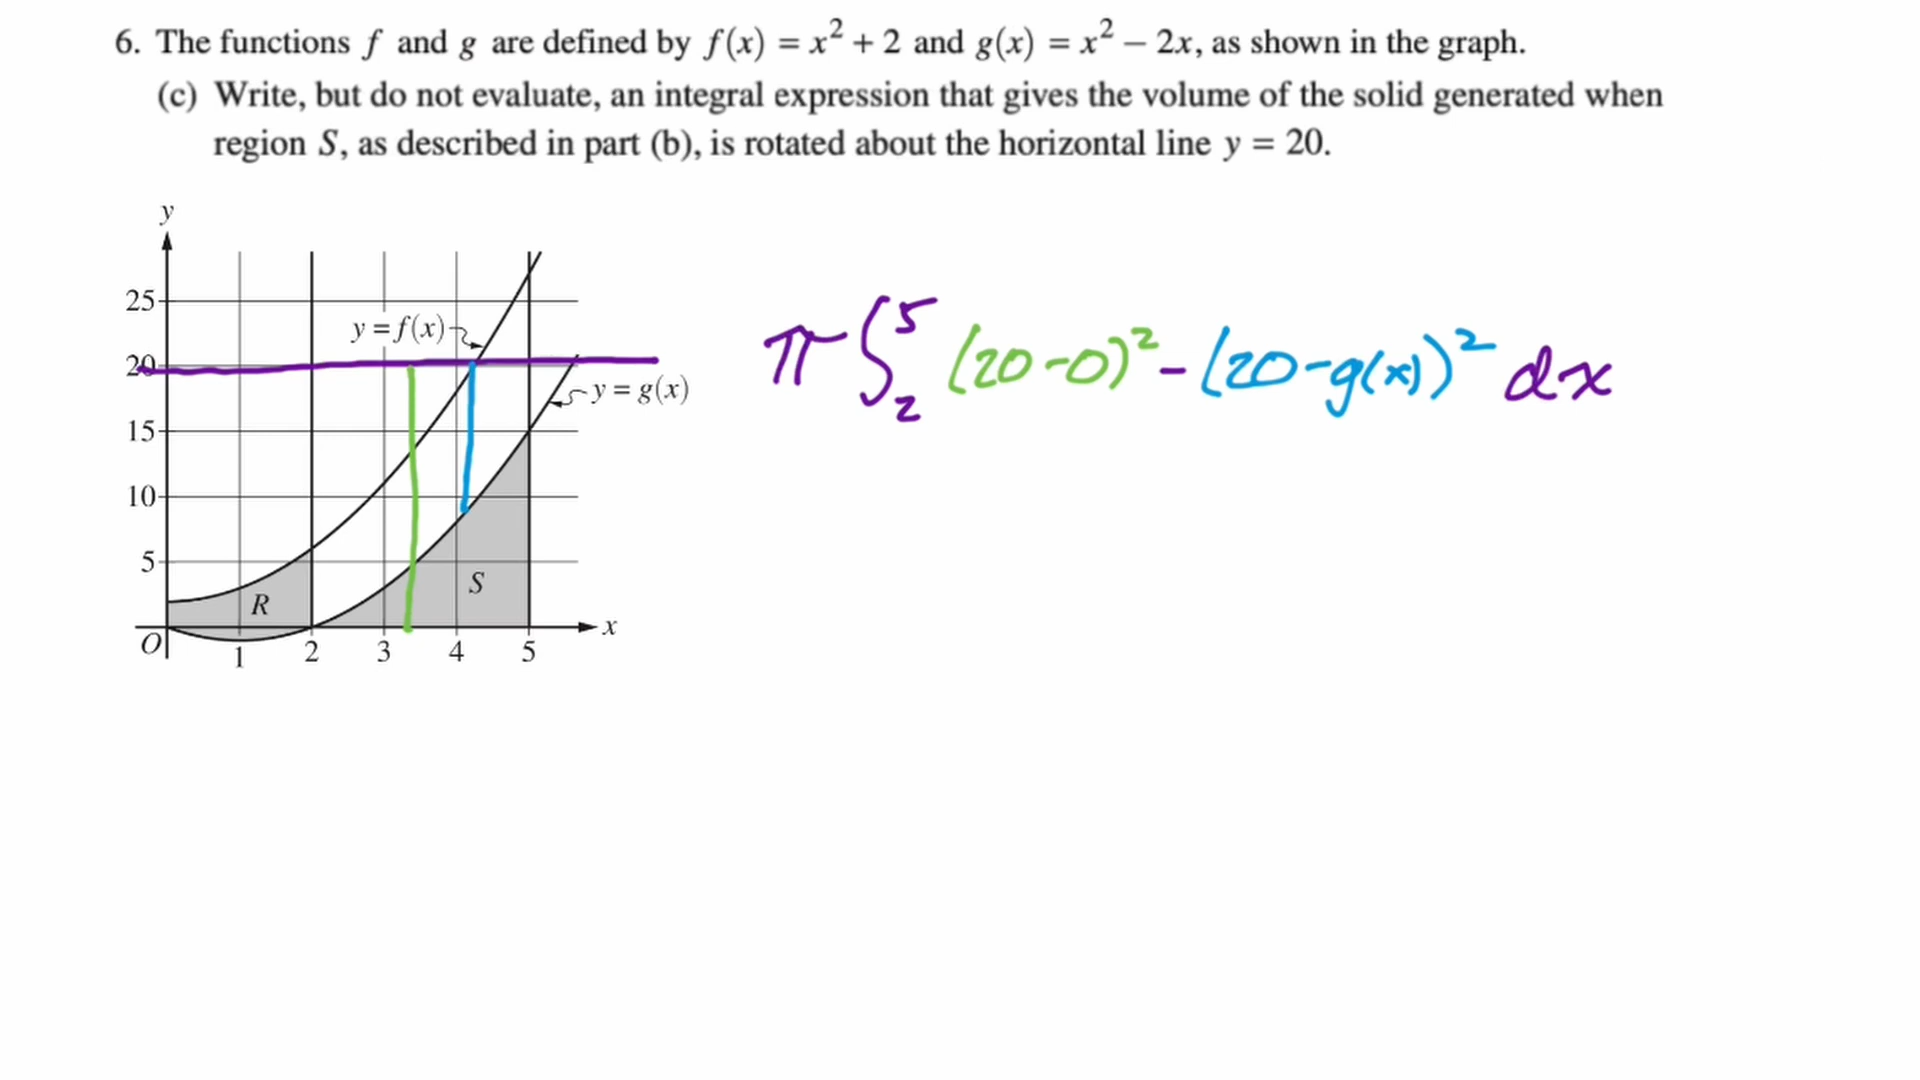 6. The functions f and g are defined by f(x) = x² + 2 and g(x) = x² – 2x, as shown in the graph.
(c) Write, but do not evaluate, an integral expression that gives the volume of the solid generated when
region S, as described in part (b), is rotated about the horizontal line y = 20.
y
25
y = f(x)
20
y = g(x)
15
10
5
S
R
O
x
1 2 3 4 5
π∫₂⁵ (20-0)² - (20-g(x))² dx